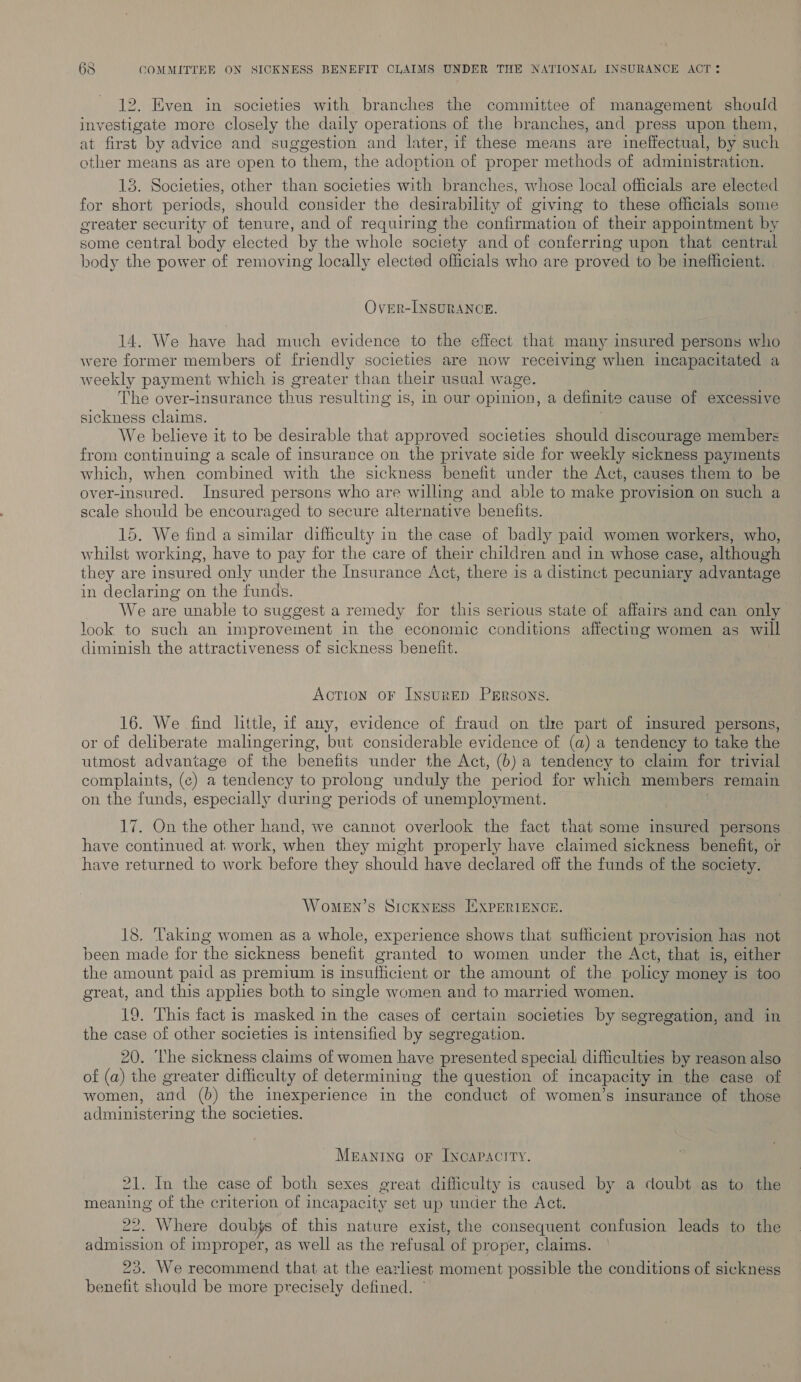 68 COMMITTEE ON SICKNESS BENEFIT CLAIMS UNDER THE NATIONAL INSURANCE ACT :
12. Even in societies with branches the committee of management should
investigate more closely the daily operations of the branches, and press upon them,
at first by advice and suggestion and later, if these means are ineffectual, by such
other means as are open to them, the adoption of proper methods of administration.
13. Societies, other than societies with branches, whose local officials are elected
for short periods, should consider the desirability of giving to these officials some
greater security of tenure, and of requiring the confirmation of their appointment by
some central body elected by the whole society and of conferring upon that central
body the power of removing locally elected officials who are proved to be inefficient.
OVER-INSURANCE.
14. We have had much evidence to the effect that many insured persons who
were former members of friendly societies are now receiving when incapacitated a
weekly payment which is greater than their usual wage.
The over-insurance thus resulting is, in our opinion, a definite cause of excessive
sickness claims.
We believe it to be desirable that approved societies should discourage members
from continuing a scale of insurance on the private side for weekly sickness payments
which, when combined with the sickness benefit under the Act, causes them to be
over-insured. Insured persons who are willing and able to make provision on such a
scale should be encouraged to secure alternative benefits.
15. We find a similar difficulty in the case of badly paid women workers, who,
whilst working, have to pay for the care of their children and in whose case, although
they are insured only under the Insurance Act, there is a distinct pecuniary advantage
in declaring on the funds.
We are unable to suggest a remedy for this serious state of affairs and can only
look to such an improvement in the economic conditions affecting women as will
diminish the attractiveness of sickness benefit.
ACTION OF INSURED PERSONS.
16. We find little, if any, evidence of fraud on the part of insured persons,
or of deliberate malingering, but considerable evidence of (a) a tendency to take the
utmost advantage of the benefits under the Act, (b) a tendency to claim for trivial
complaints, (c) a tendency to prolong unduly the period for which members remain
on the funds, especially during periods of unemployment.
17. On the other hand, we cannot overlook the fact that some insured persons
have continued at work, when they might properly have claimed sickness benefit, or
have returned to work before they should have declared off the funds of the society.
WOMEN'S SICKNESS EXPERIENCE.
18. Taking women as a whole, experience shows that sufficient provision has not
been made for the sickness benefit granted to women under the Act, that is, either
the amount paid as premium is insufficient or the amount of the policy money is too
great, and this applies both to single women and to married women.
19. This fact is masked in the cases of certain societies by segregation, and in
the case of other societies is intensified by segregation.
20. The sickness claims of women have presented special difficulties by reason also
of (a) the greater difficulty of determining the question of incapacity in the case of
women, and (b) the inexperience in the conduct of women's insurance of those
administering the societies.
MEANING OF INCAPACITY.
21. In the case of both sexes great difficulty is caused by a doubt as to the
meaning of the criterion of incapacity set up under the Act.
22. Where doubts of this nature exist, the consequent confusion leads to the
admission of improper, as well as the refusal of proper, claims.
23. We recommend that at the earliest moment possible the conditions of sickness
benefit should be more precisely defined.